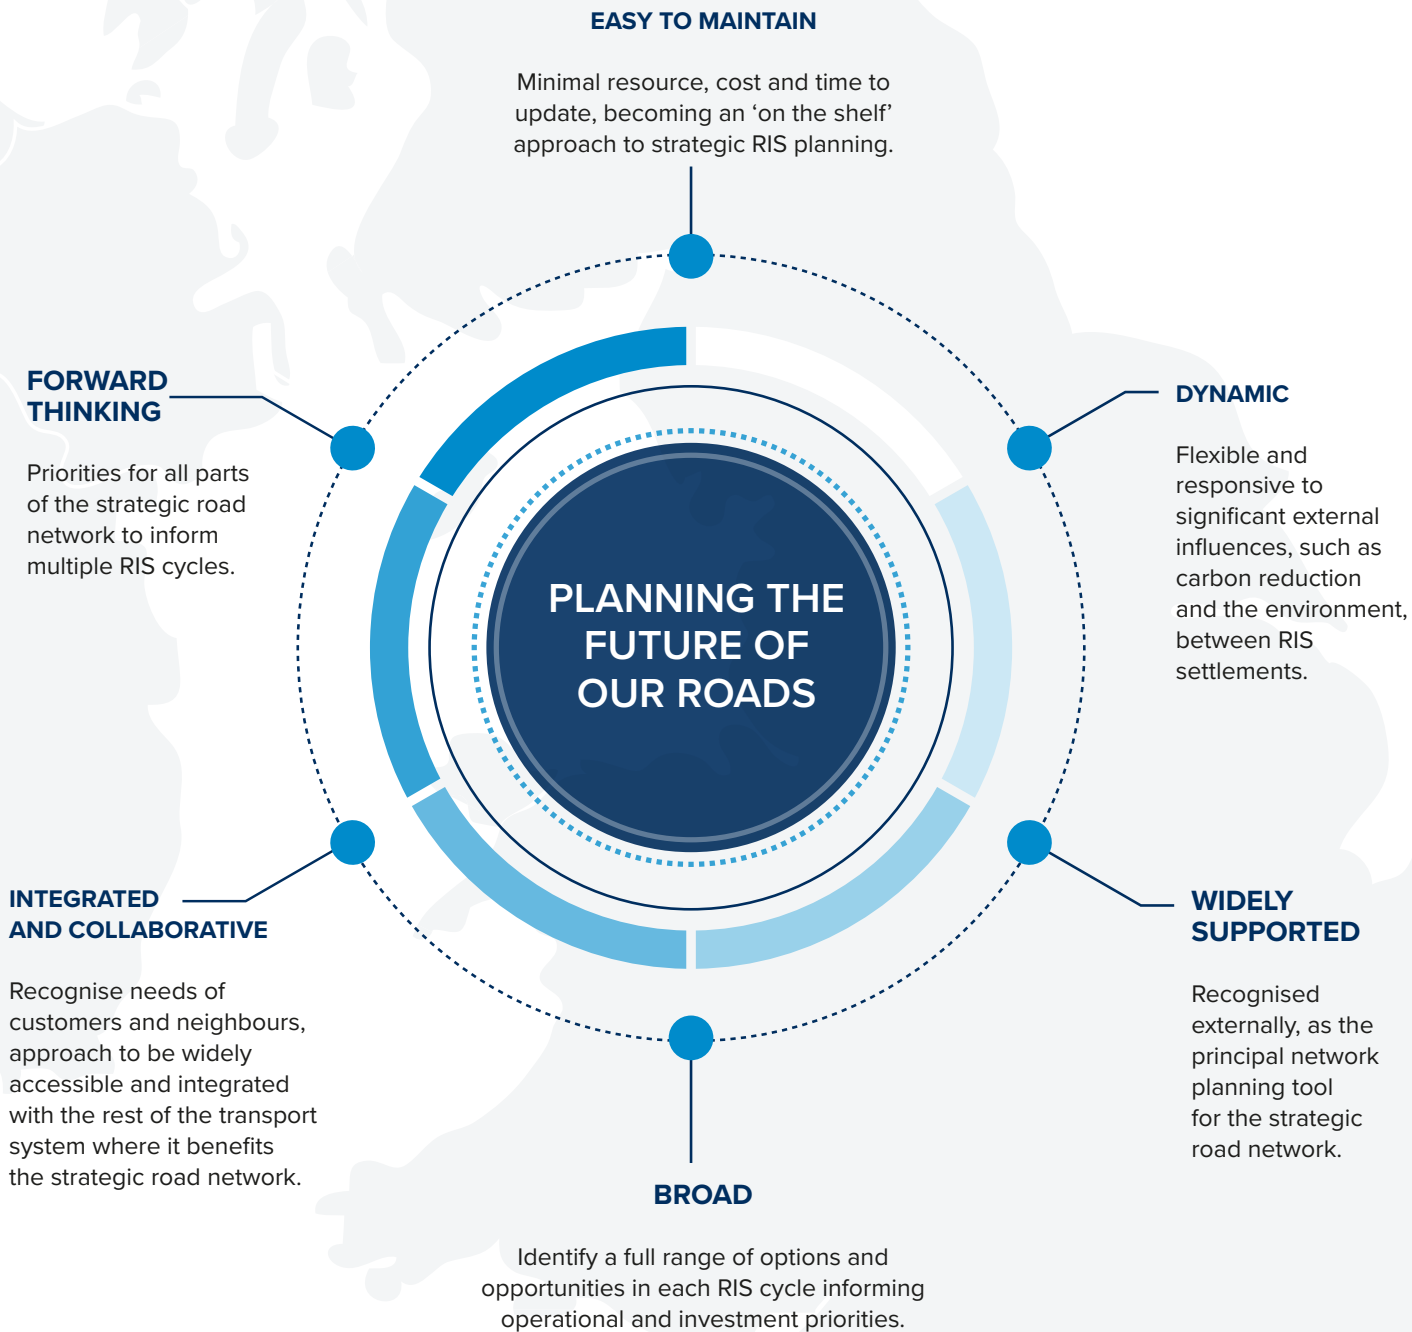 EASY TO MAINTAIN
Minimal resource, cost and time to
update, becoming an ‘on the shelf’
approach to strategic RIS planning.
FORWARD
THINKING
Priorities for all parts
of the strategic road
network to inform
multiple RIS cycles.
DYNAMIC
Flexible and
responsive to
significant external
influences, such as
carbon reduction
and the environment,
between RIS
settlements.
PLANNING THE
FUTURE OF
OUR ROADS
INTEGRATED
AND COLLABORATIVE
Recognise needs of
customers and neighbours,
approach to be widely
accessible and integrated
with the rest of the transport
system where it benefits
the strategic road network.
WIDELY
SUPPORTED
Recognised
externally, as the
principal network
planning tool
for the strategic
road network.
BROAD
Identify a full range of options and
opportunities in each RIS cycle informing
operational and investment priorities.